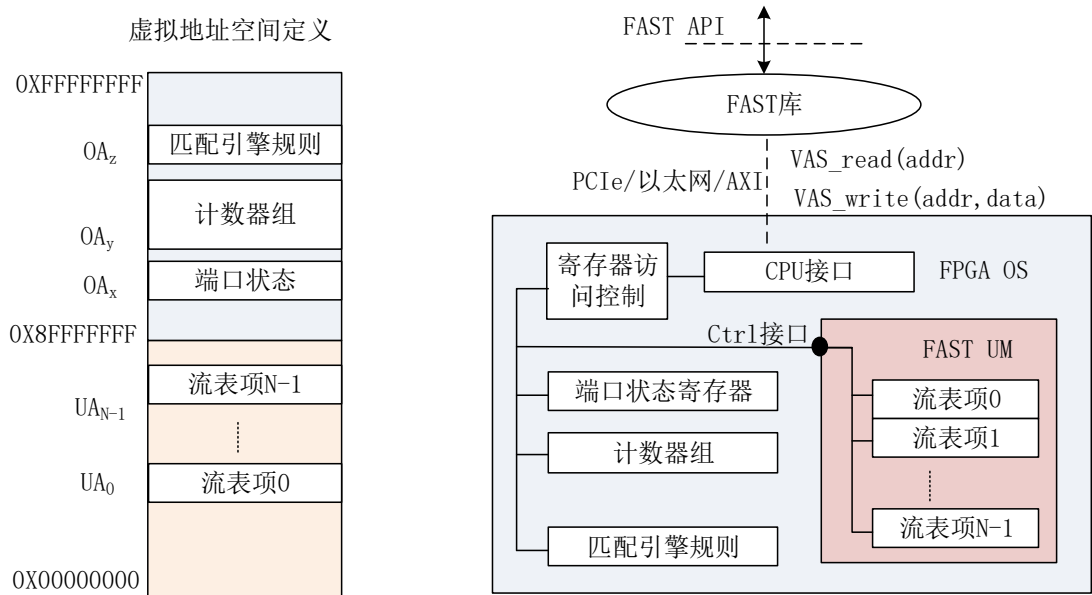 虚拟地址空间定义
0XFFFFFFFF
OAz
匹配引擎规则
计数器组
OAy
OAx
端口状态
0X8FFFFFFF
流表项N-1
UAN-1
UA0
流表项0
0X00000000
FAST API
FAST库
PCIe/以太网/AXI
VAS_read(addr)
VAS_write(addr,data)
寄存器访
问控制
CPU接口
FPGA OS
Ctrl接口
FAST UM
端口状态寄存器
流表项0
流表项1
计数器组
流表项N-1
匹配引擎规则